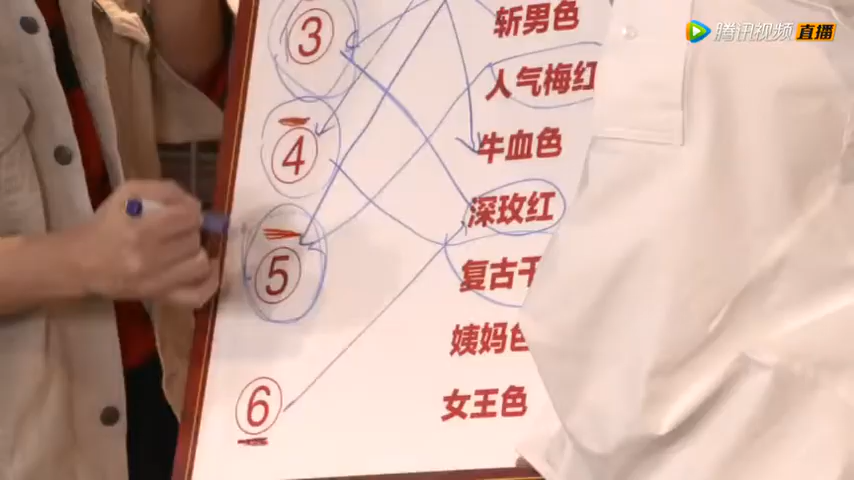 腾讯视频 直播
③ 斩男色
人气梅红
④ 牛血色
深玫红
⑤ 复古
姨妈色
⑥ 女王色